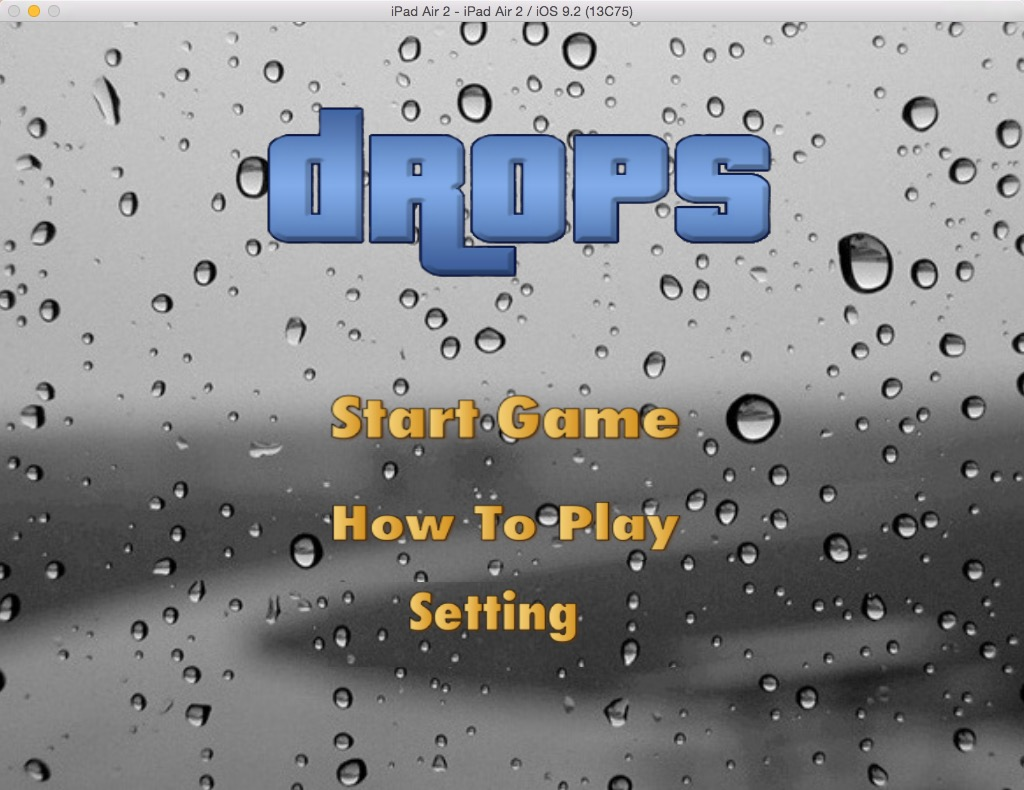 iPad Air 2 - iPad Air 2 / iOS 9.2 (13C75)
dROPS
Start Game
How To Play
Setting